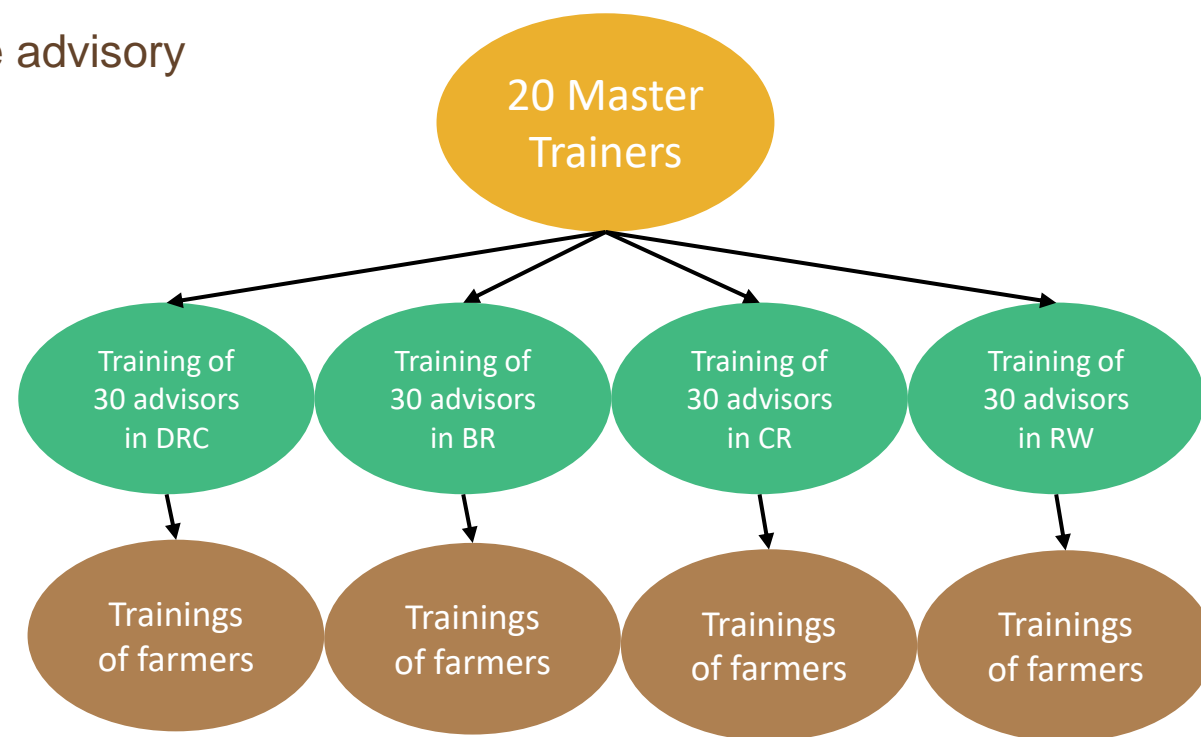 advisory
20 Master
Trainers
Training of
30 advisors
in DRC
Training of
30 advisors
in BR
Training of
30 advisors
in CR
Training of
30 advisors
in RW
Trainings
of farmers
Trainings
of farmers
Trainings
of farmers
Trainings
of farmers